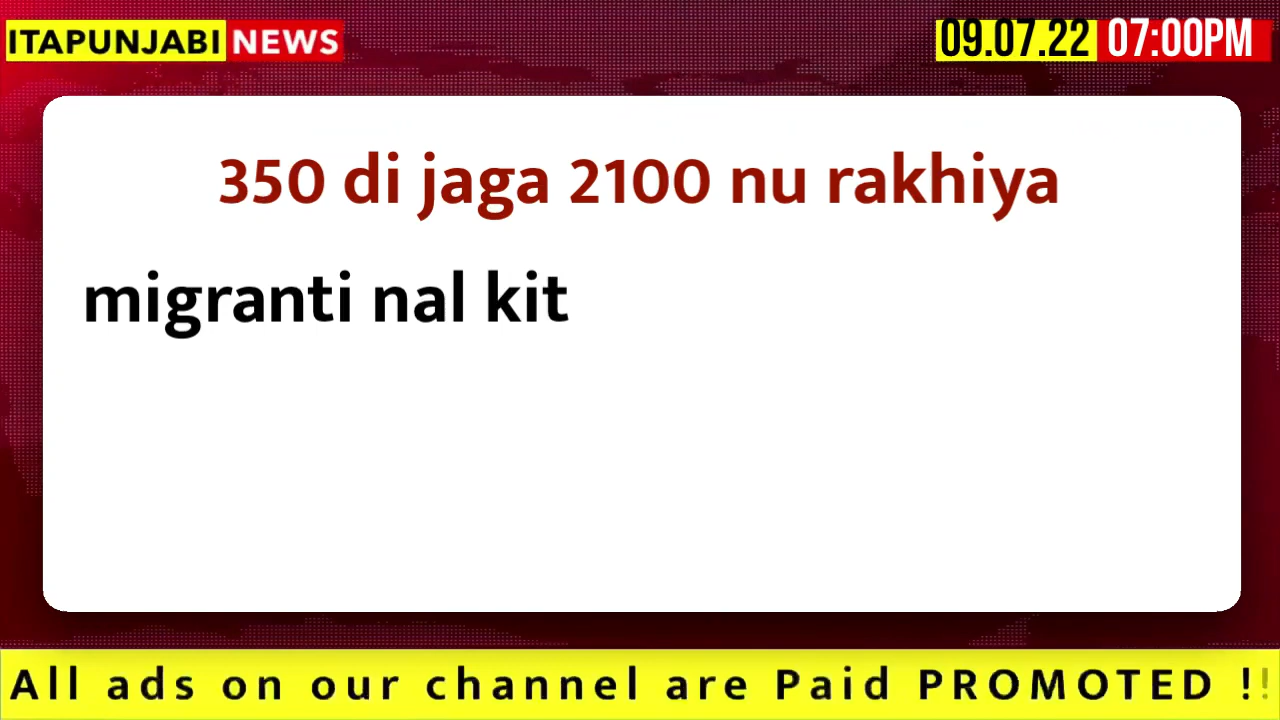 ITAPUNJABI NEWS
09.07.22 07:00PM
350 di jaga 2100 nu rakhiya
migranti nal kit
All ads on our channel are Paid PROMOTED !!